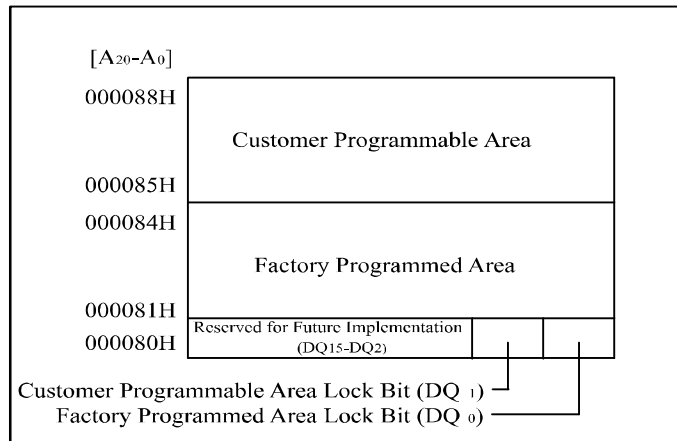 [A20-A0]
000088H
Customer Programmable Area
000085H
000084H
Factory Programmed Area
000081H
Reserved for Future Implementation
(DQ15-DQ2)
000080H
Customer Programmable Area Lock Bit (DQ 1)
Factory Programmed Area Lock Bit (DQ 0)